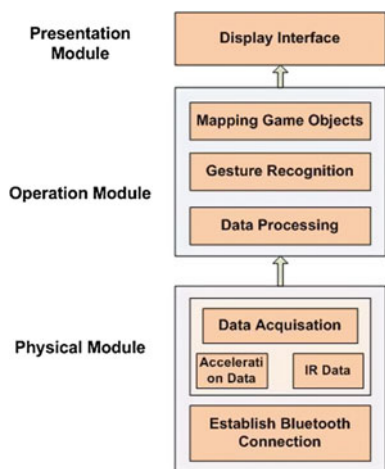 Presentation
Module
Display Interface
Operation Module
Mapping Game Objects
Gesture Recognition
Data Processing
Physical Module
Data Acquisation
Accelerati
on Data
IR Data
Establish Bluetooth
Connection